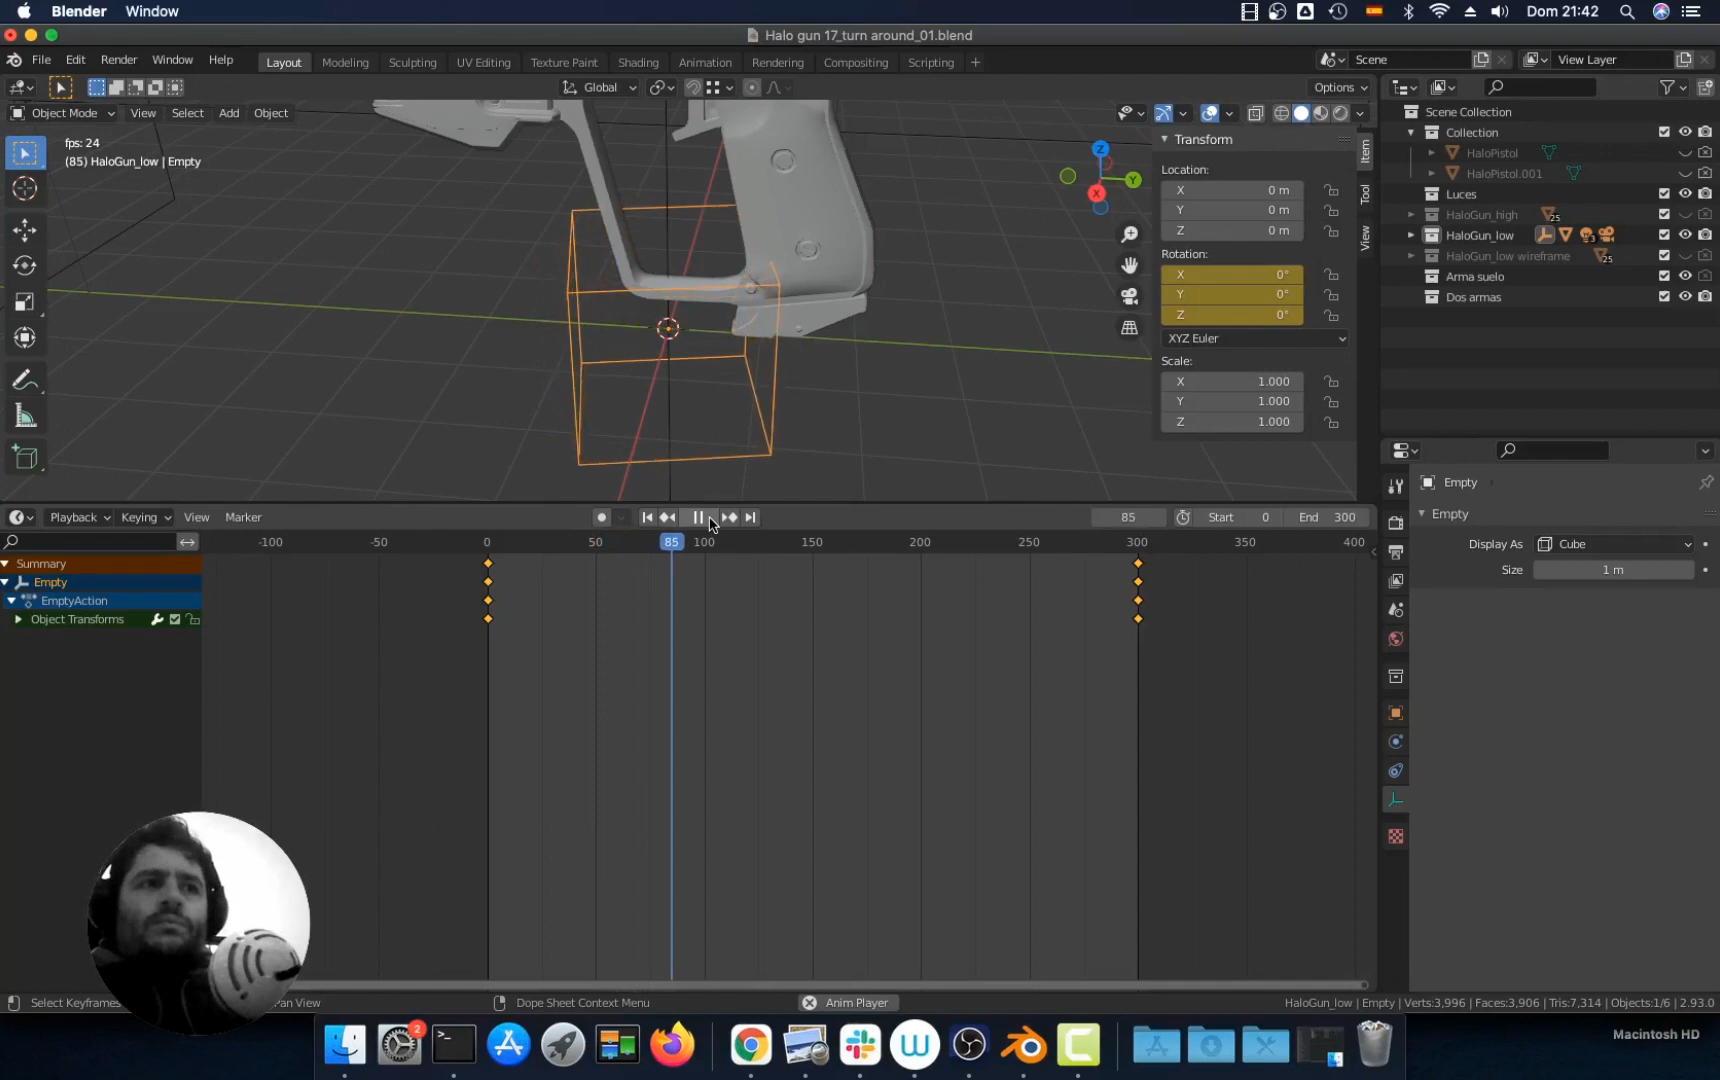 Blender Window
Dom 21:42
Halo gun 17_turn around_01.blend
File Edit Render Window Help
Layout Modeling Sculpting UV Editing Texture Paint Shading Animation Rendering Compositing Scripting +
Scene
View Layer
Global
Options
Object Mode View Select Add Object
fps: 24
(85) HaloGun_low | Empty
Z
Y
X
Transform
Location:
X 0 m
Y 0 m
Z 0 m
Rotation:
X 0°
Y 0°
Z 0°
XYZ Euler
Scale:
X 1.000
Y 1.000
Z 1.000
Item
Tool
View
Scene Collection
Collection
HaloPistol
HaloPistol.001
Luces
HaloGun_high 25
HaloGun_low 3
HaloGun_low wireframe 25
Arma suelo
Dos armas
Empty
Empty
Display As Cube
Size 1 m
Playback Keying View Marker
85 Start 0 End 300
-100 -50 0 50 85 100 150 200 250 300 350 400
Summary
Empty
EmptyAction
Object Transforms
Select Keyframes
Pan View
Dope Sheet Context Menu
Anim Player
HaloGun_low | Empty | Verts:3,996 | Faces:3,906 | Tris:7,314 | Objects:1/6 | 2.93.0
2
Macintosh HD